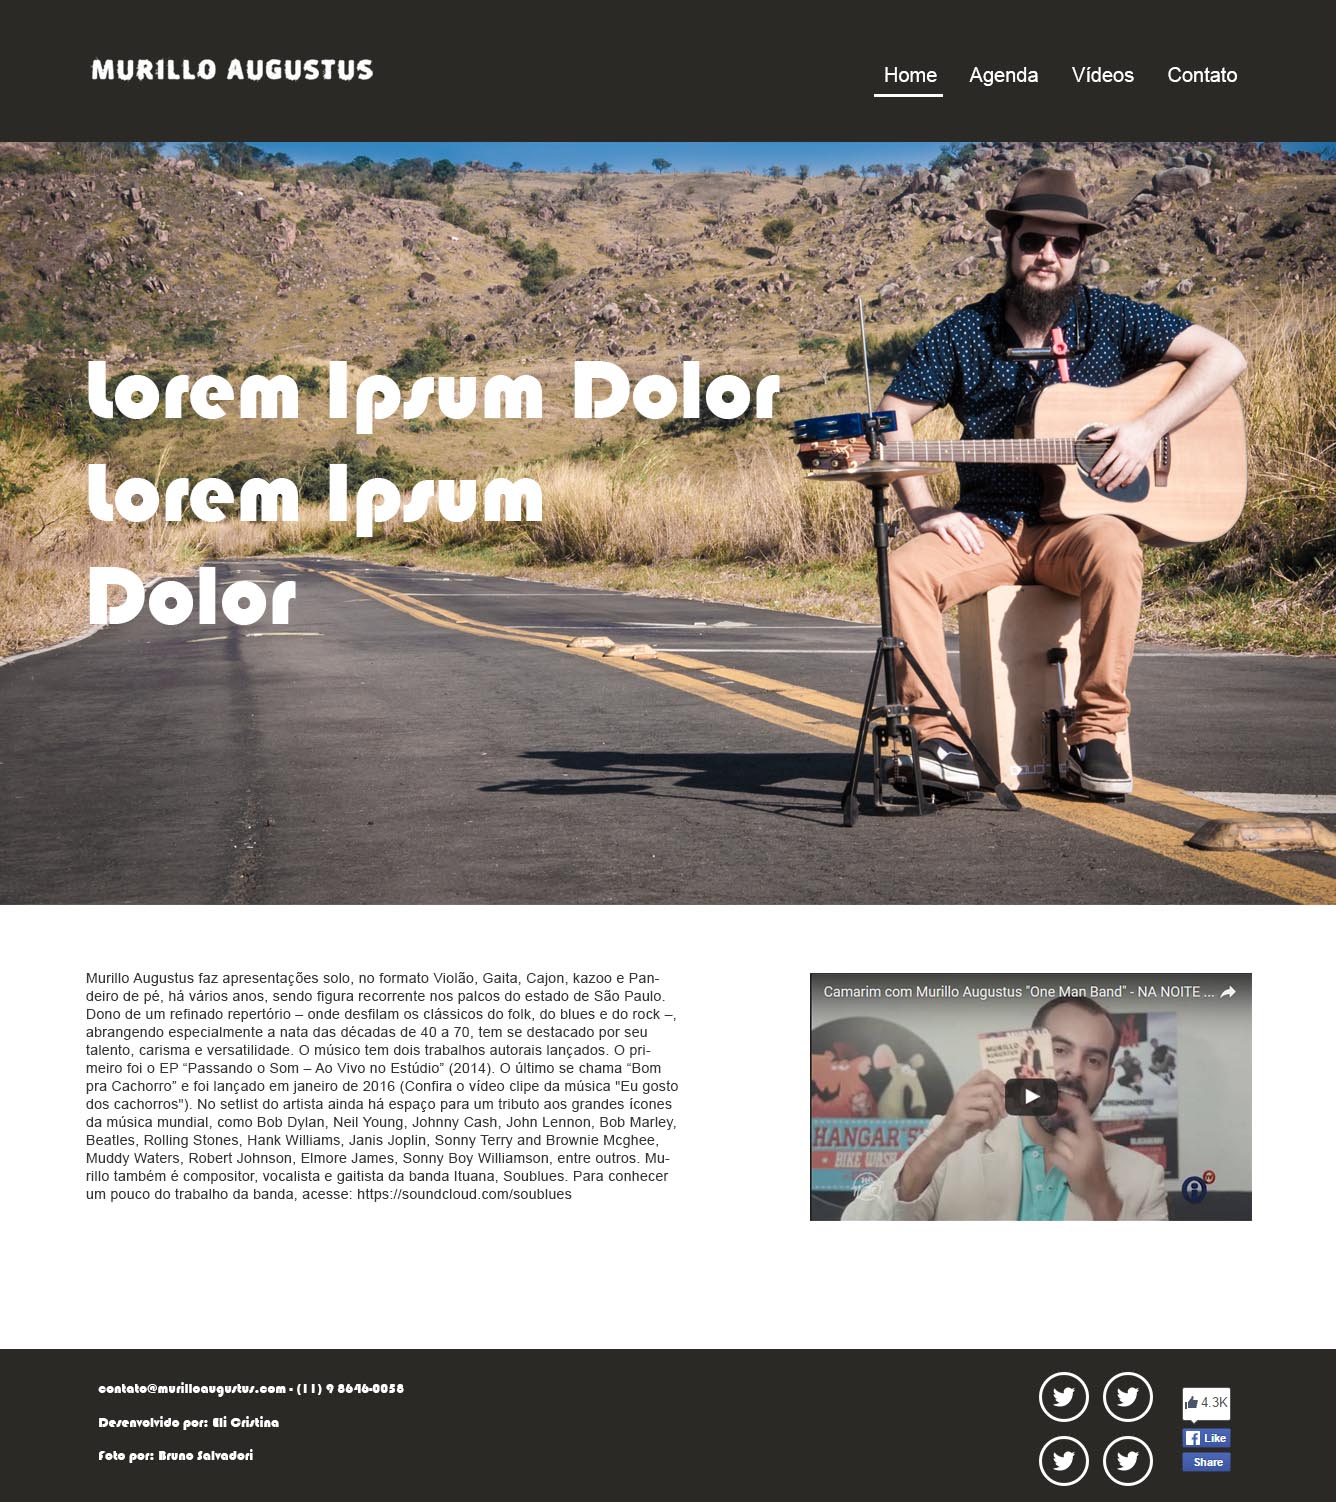 MURILLO AUGUSTUS
Home Agenda Vídeos Contato
Lorem Ipsum Dolor
Lorem Ipsum
Dolor
Murillo Augustus faz apresentações solo, no formato Violão, Gaita, Cajon, kazoo e Pan-
deiro de pé, há vários anos, sendo figura recorrente nos palcos do estado de São Paulo.
Dono de um refinado repertório – onde desfilam os clássicos do folk, do blues e do rock –,
abrangendo especialmente a nata das décadas de 40 a 70, tem se destacado por seu
talento, carisma e versatilidade. O músico tem dois trabalhos autorais lançados. O pri-
meiro foi o EP “Passando o Som – Ao Vivo no Estúdio” (2014). O último se chama “Bom
pra Cachorro” e foi lançado em janeiro de 2016 (Confira o vídeo clipe da música "Eu gosto
dos cachorros"). No setlist do artista ainda há espaço para um tributo aos grandes ícones
da música mundial, como Bob Dylan, Neil Young, Johnny Cash, John Lennon, Bob Marley,
Beatles, Rolling Stones, Hank Williams, Janis Joplin, Sonny Terry and Brownie Mcghee,
Muddy Waters, Robert Johnson, Elmore James, Sonny Boy Williamson, entre outros. Mu-
rillo também é compositor, vocalista e gaitista da banda Ituana, Soublues. Para conhecer
um pouco do trabalho da banda, acesse: https://soundcloud.com/soublues
Camarim com Murillo Augustus "One Man Band" - NA NOITE ...
MURILLO
AUGUSTUS
HANGAR
BIKE WASH
contato@murilloaugustus.com - (11) 9 8646-0058
Desenvolvido por: Eli Cristina
Foto por: Bruno Salvadori
4.3K
Like
Share